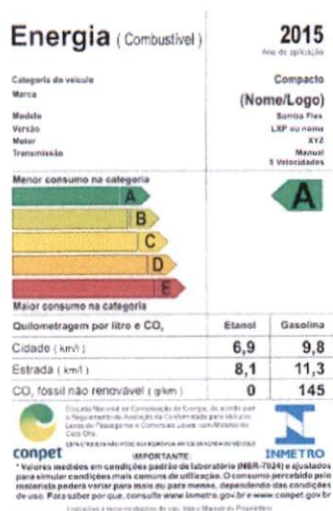 Energia ( Combustível ) 2015
Ano de aplicação
Categoria do veículo Compacto
Marca (Nome/Logo)
Modelo Samba Flex
Versão LXP ou nome
Motor XYZ
Transmissão Manual
5 Velocidades
Menor consumo na categoria
A A
B
C
D
E
Maior consumo na categoria
Quilometragem por litro e CO₂ Etanol Gasolina
Cidade ( km/l ) 6,9 9,8
Estrada ( km/l ) 8,1 11,3
CO₂ fóssil não renovável ( g/km ) 0 145
conpet
INMETRO
IMPORTANTE:
* Valores medidos em condições padrão de laboratório (NBR-7024) e ajustados
para simular condições mais comuns de utilização. O consumo percebido pelo
motorista poderá variar para mais ou para menos, dependendo das condições
de uso. Para saber por que, consulte www.inmetro.gov.br e www.conpet.gov.br